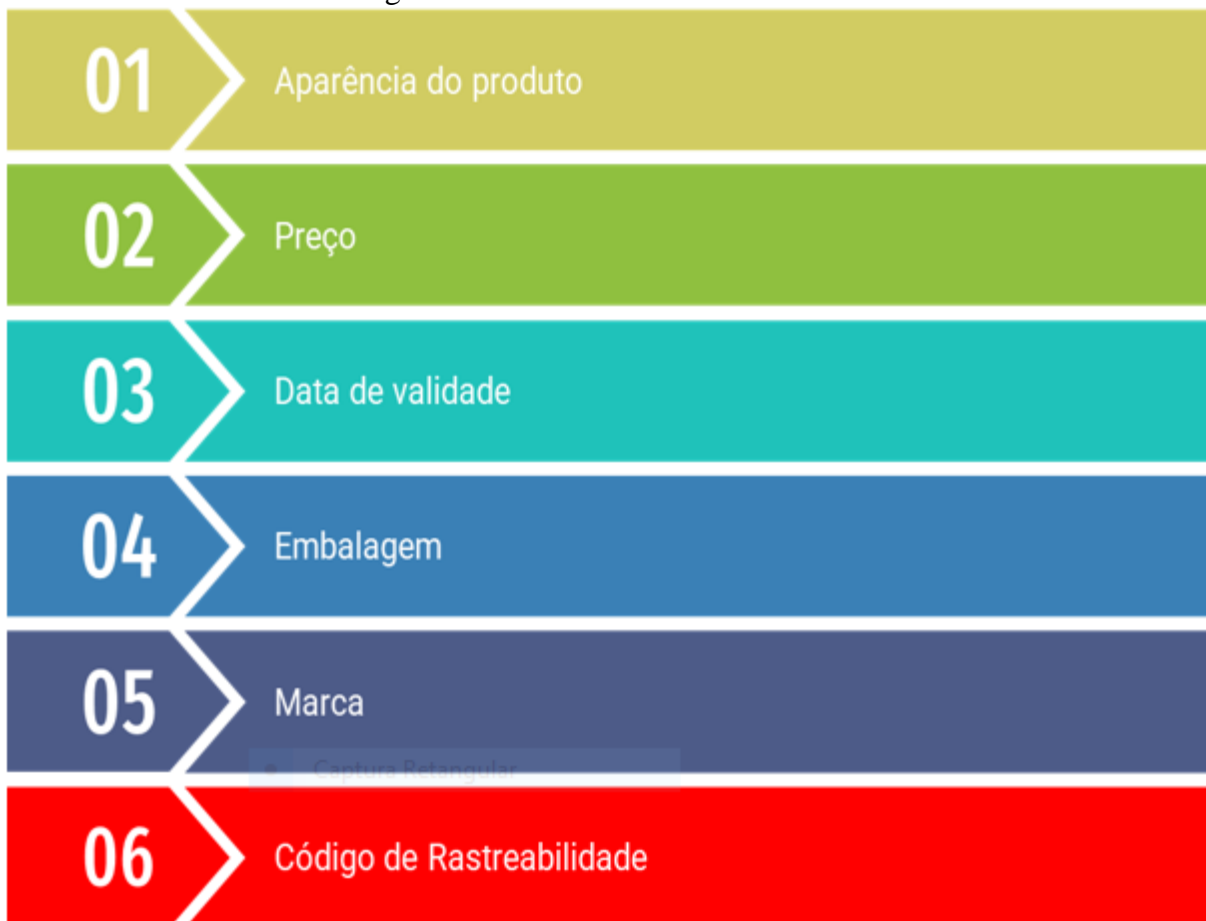 01 Aparência do produto
02 Preço
03 Data de validade
04 Embalagem
05 Marca
Captura Retangular
06 Código de Rastreabilidade